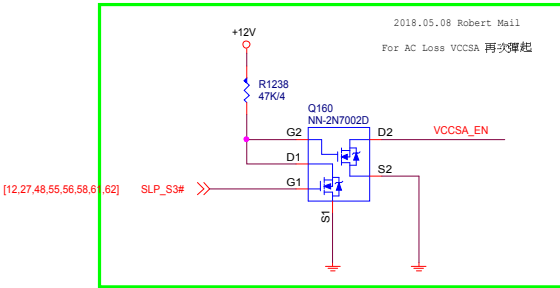 2018.05.08 Robert Mail
For AC Loss VCCSA 再次彈起
+12V
R1238
47K/4
Q160
NN-2N7002D
G2
D2
VCCSA_EN
D1
S2
[12,27,48,55,56,58,61,62] SLP_S3#
G1
S1